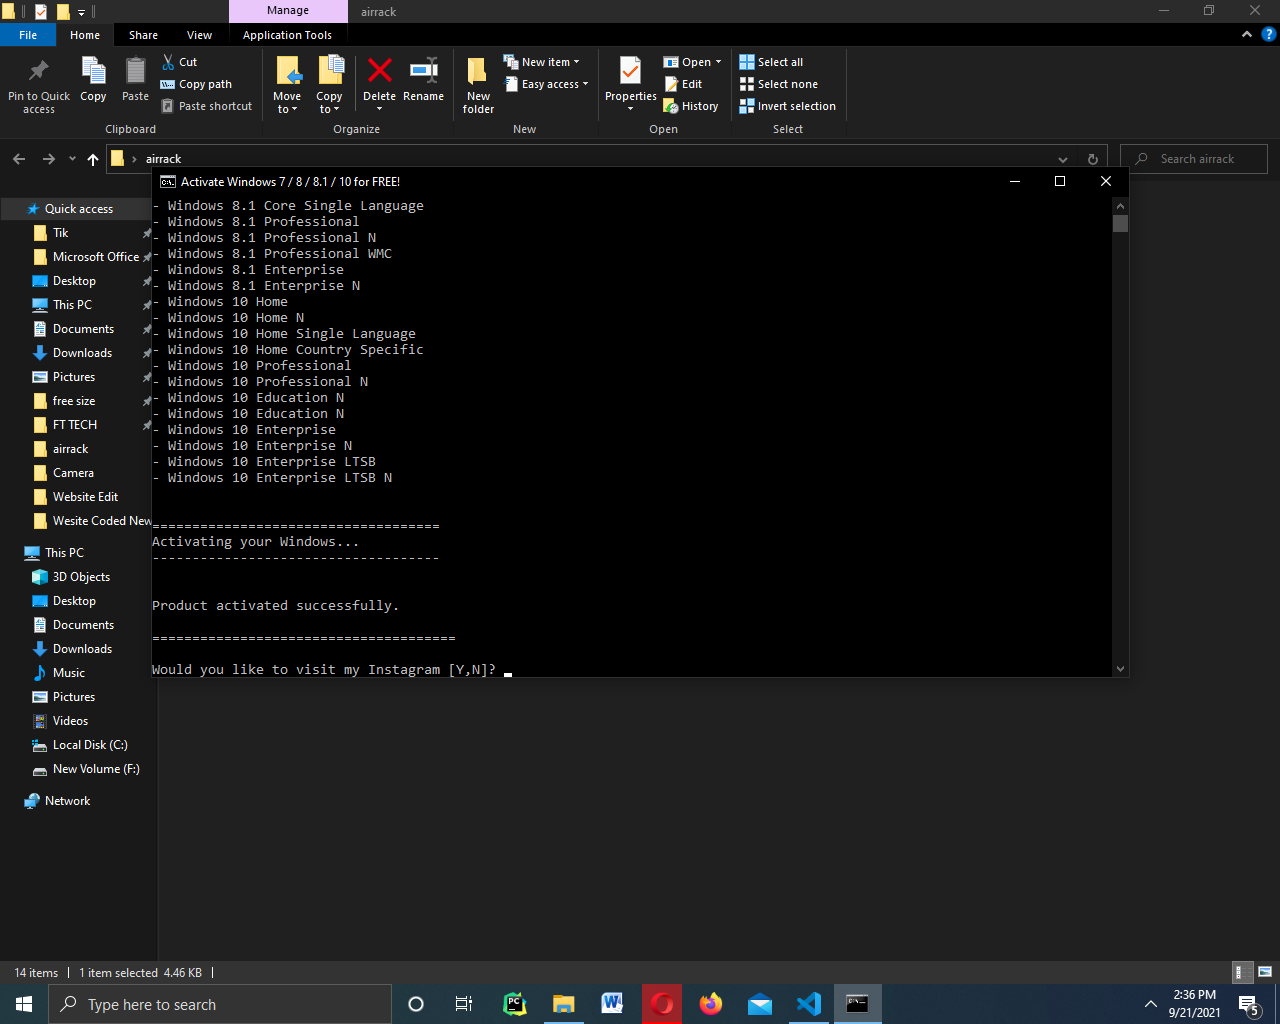 Manage
airrack
File
Home
Share
View
Application Tools
Pin to Quick access
Copy
Paste
Cut
Copy path
Paste shortcut
Clipboard
Move to
Copy to
Delete
Rename
Organize
New folder
New item
Easy access
New
Properties
Open
Edit
History
Open
Select all
Select none
Invert selection
Select
airrack
Search airrack
Quick access
Tik
Microsoft Office
Desktop
This PC
Documents
Downloads
Pictures
free size
FT TECH
airrack
Camera
Website Edit
Wesite Coded New
This PC
3D Objects
Desktop
Documents
Downloads
Music
Pictures
Videos
Local Disk (C:)
New Volume (F:)
Network
Activate Windows 7 / 8 / 8.1 / 10 for FREE!
- Windows 8.1 Core Single Language
- Windows 8.1 Professional
- Windows 8.1 Professional N
- Windows 8.1 Professional WMC
- Windows 8.1 Enterprise
- Windows 8.1 Enterprise N
- Windows 10 Home
- Windows 10 Home N
- Windows 10 Home Single Language
- Windows 10 Home Country Specific
- Windows 10 Professional
- Windows 10 Professional N
- Windows 10 Education N
- Windows 10 Education N
- Windows 10 Enterprise
- Windows 10 Enterprise N
- Windows 10 Enterprise LTSB
- Windows 10 Enterprise LTSB N
====================================
Activating your Windows...
------------------------------------
Product activated successfully.
======================================
Would you like to visit my Instagram [Y,N]?
14 items
1 item selected 4.46 KB
Type here to search
2:36 PM
9/21/2021
5